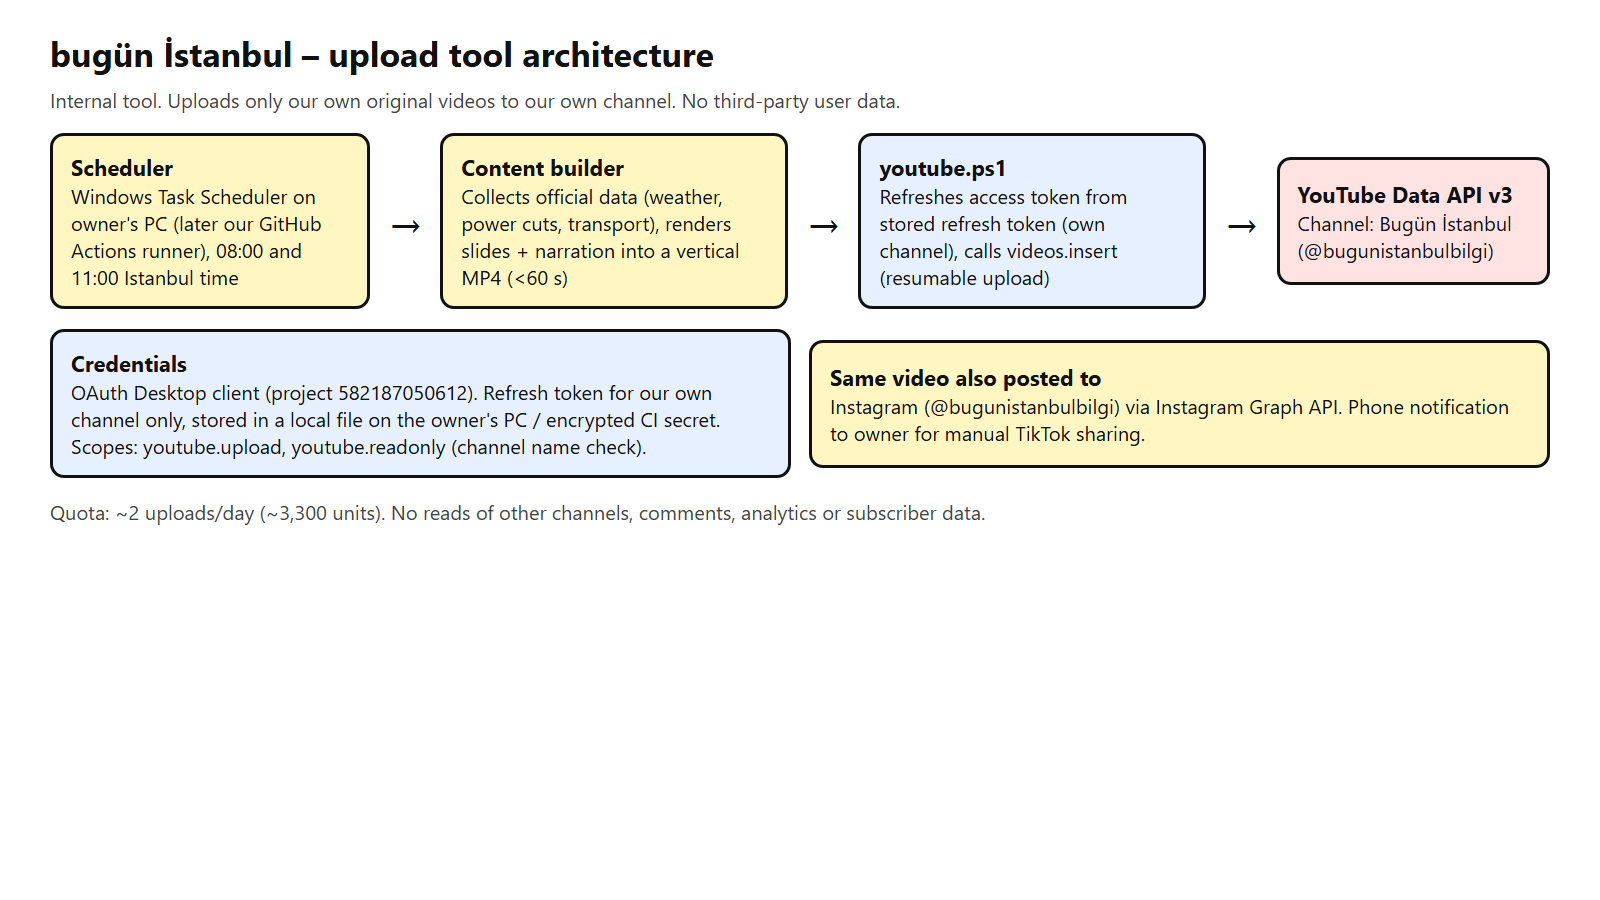 bugün İstanbul – upload tool architecture
Internal tool. Uploads only our own original videos to our own channel. No third-party user data.
Scheduler
Windows Task Scheduler on
owner's PC (later our GitHub
Actions runner), 08:00 and
11:00 Istanbul time
→
Content builder
Collects official data (weather,
power cuts, transport), renders
slides + narration into a vertical
MP4 (<60 s)
→
youtube.ps1
Refreshes access token from
stored refresh token (own
channel), calls videos.insert
(resumable upload)
→
YouTube Data API v3
Channel: Bugün İstanbul
(@bugunistanbulbilgi)
Credentials
OAuth Desktop client (project 582187050612). Refresh token for our own
channel only, stored in a local file on the owner's PC / encrypted CI secret.
Scopes: youtube.upload, youtube.readonly (channel name check).
Same video also posted to
Instagram (@bugunistanbulbilgi) via Instagram Graph API. Phone notification
to owner for manual TikTok sharing.
Quota: ~2 uploads/day (~3,300 units). No reads of other channels, comments, analytics or subscriber data.